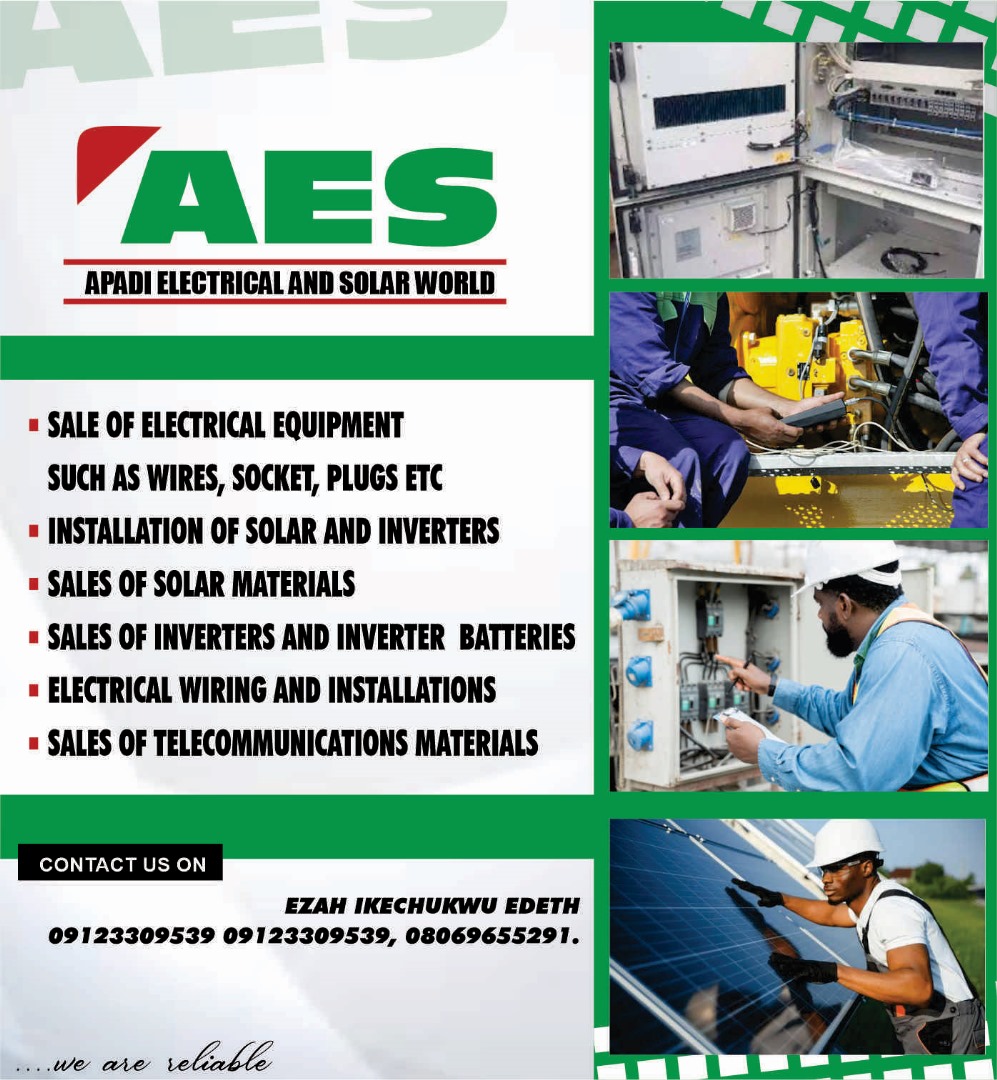 AES
AES
APADI ELECTRICAL AND SOLAR WORLD
SALE OF ELECTRICAL EQUIPMENT
SUCH AS WIRES, SOCKET, PLUGS ETC
INSTALLATION OF SOLAR AND INVERTERS
SALES OF SOLAR MATERIALS
SALES OF INVERTERS AND INVERTER BATTERIES
ELECTRICAL WIRING AND INSTALLATIONS
SALES OF TELECOMMUNICATIONS MATERIALS
CONTACT US ON
EZAH IKECHUKWU EDETH
09123309539 09123309539, 08069655291.
....we are reliable